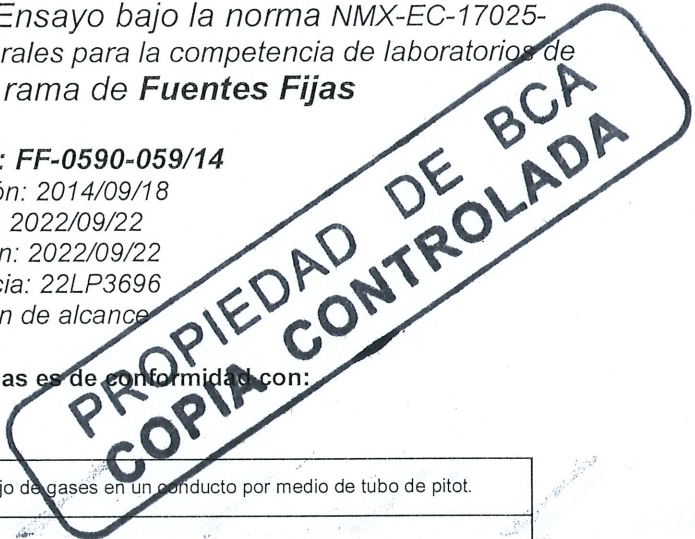 Ensayo bajo la norma NMX-EC-17025-
rales para la competencia de laboratorios de
rama de Fuentes Fijas
: FF-0590-059/14
ón: 2014/09/18
2022/09/22
n: 2022/09/22
cia: 22LP3696
n de alcance
as es de conformidad con:
PROPIEDAD DE BCA
COPIA CONTROLADA
jo de gases en un conducto por medio de tubo de pitot.